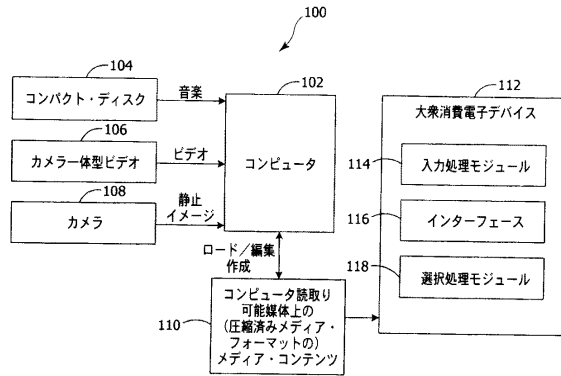 100
104
コンパクト・ディスク
音楽
106
カメラ一体型ビデオ
ビデオ
108
カメラ
静止
イメージ
102
コンピュータ
ロード／編集
作成
110
コンピュータ読取り
可能媒体上の
(圧縮済みメディア・
フォーマットの)
メディア・コンテンツ
112
大衆消費電子デバイス
114
入力処理モジュール
116
インターフェース
118
選択処理モジュール